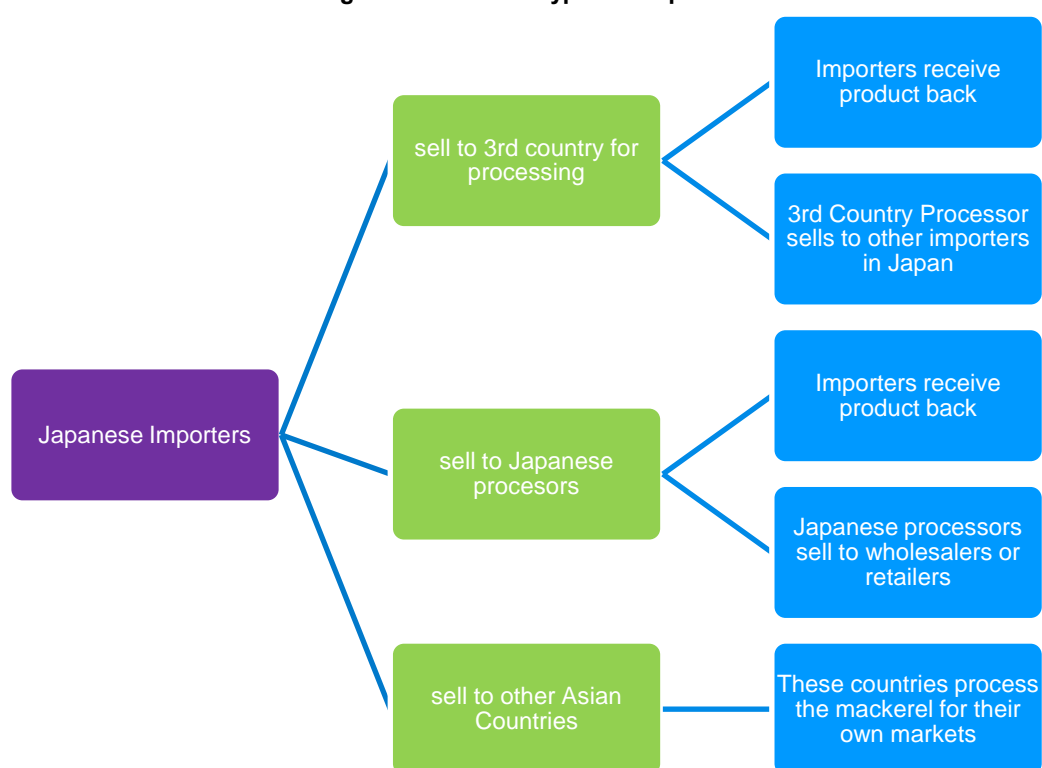 Japanese Importers
sell to 3rd country for
processing
Importers receive
product back
3rd Country Processor
sells to other importers
in Japan
sell to Japanese
procesors
Importers receive
product back
Japanese processors
sell to wholesalers or
retailers
sell to other Asian
Countries
These countries process
the mackerel for their
own markets